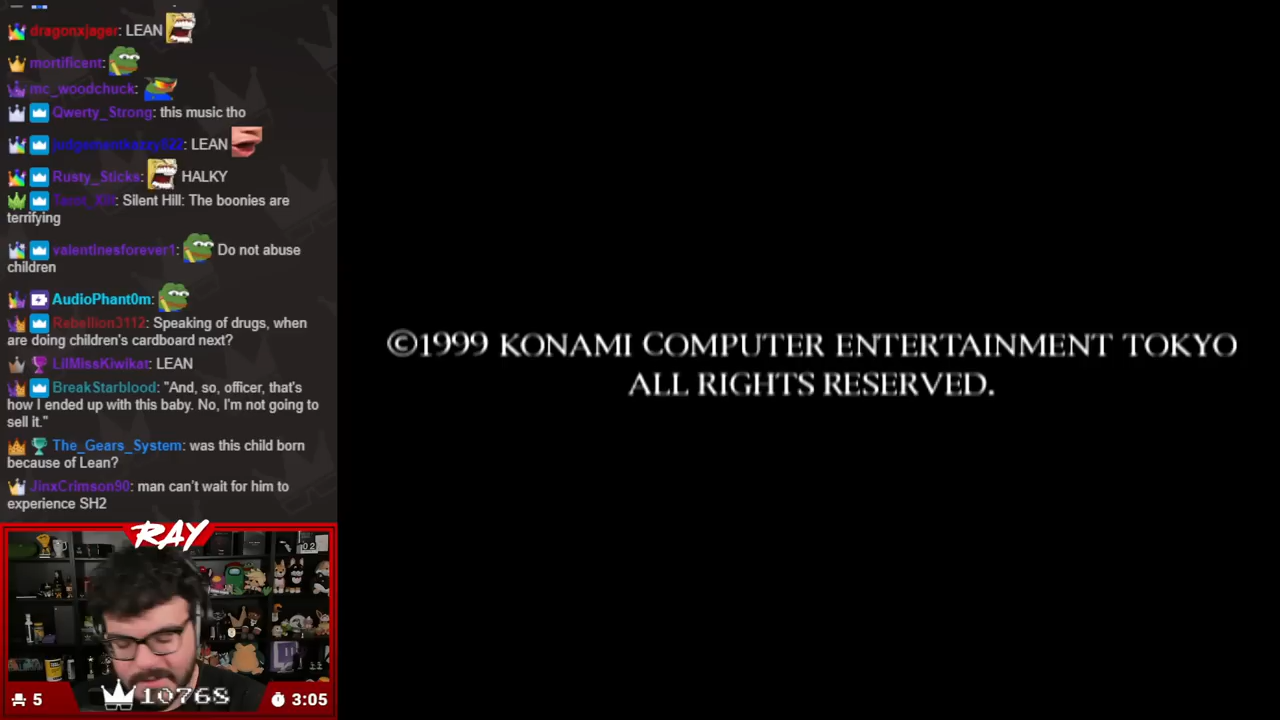 dragonxjager: LEAN
mortificent:
mc_woodchuck:
Qwerty_Strong: this music tho
: LEAN
Rusty_Sticks: HALKY
Tarot_XIII: Silent Hill: The boonies are
terrifying
valentinesforever1: Do not abuse
children
AudioPhant0m:
Rebellion3112: Speaking of drugs, when
are doing children's cardboard next?
LilMissKiwikat: LEAN
BreakStarblood: "And, so, officer, that's
how I ended up with this baby. No, I'm not going to
sell it."
The_Gears_System: was this child born
because of Lean?
JinxCrimson90: man can't wait for him to
experience SH2
RAY
5
10768
3:05
©1999 KONAMI COMPUTER ENTERTAINMENT TOKYO
ALL RIGHTS RESERVED.